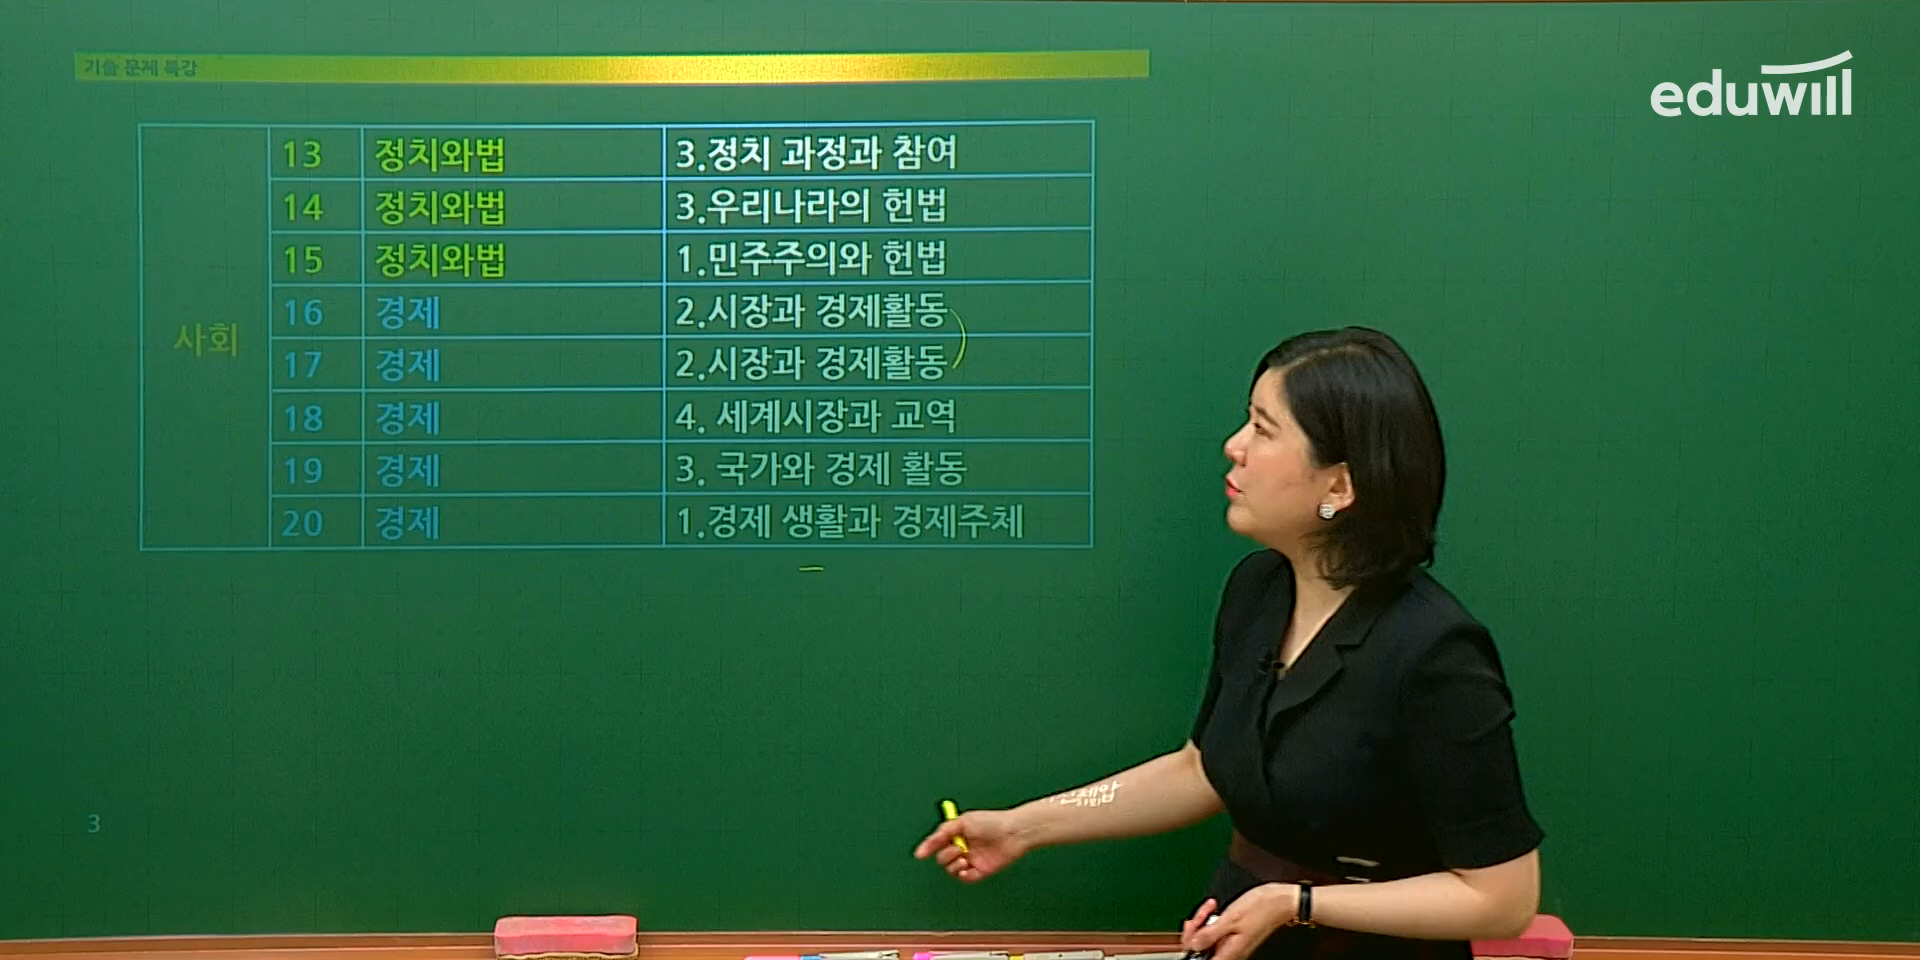 기출 문제 특강
eduwill
13 정치와법 3.정치 과정과 참여
14 정치와법 3.우리나라의 헌법
15 정치와법 1.민주주의와 헌법
16 경제 2.시장과 경제활동
사회
17 경제 2.시장과 경제활동
18 경제 4. 세계시장과 교역
19 경제 3. 국가와 경제 활동
20 경제 1.경제 생활과 경제주체
3